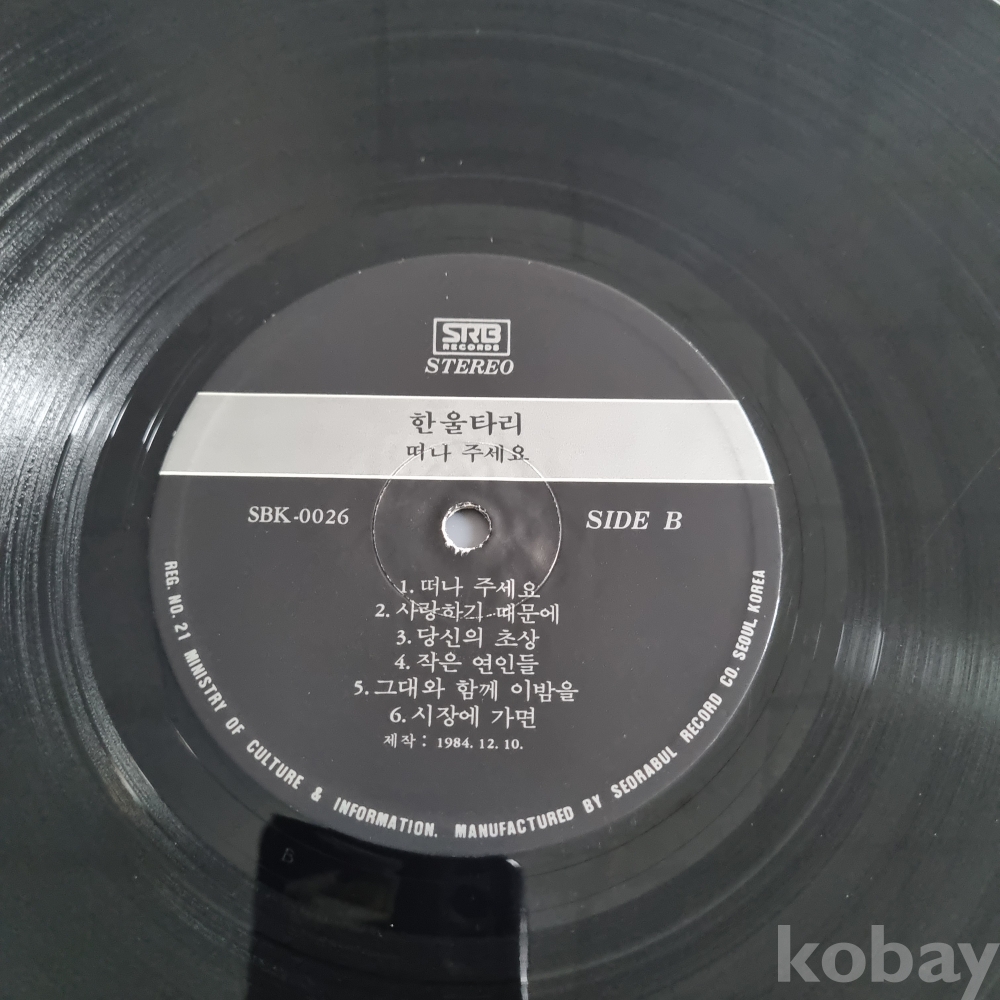 SRB
RECORDS
STEREO
한울타리
떠나 주세요
SBK-0026
SIDE B
1. 떠나 주세요
2. 사랑하기 때문에
3. 당신의 초상
4. 작은 연인들
5. 그대와 함께 이밤을
6. 시장에 가면
제작 : 1984. 12. 10.
REG. NO. 21 MINISTRY OF CULTURE & INFORMATION. MANUFACTURED BY SEORABUL RECORD CO. SEOUL KOREA
B
kobay